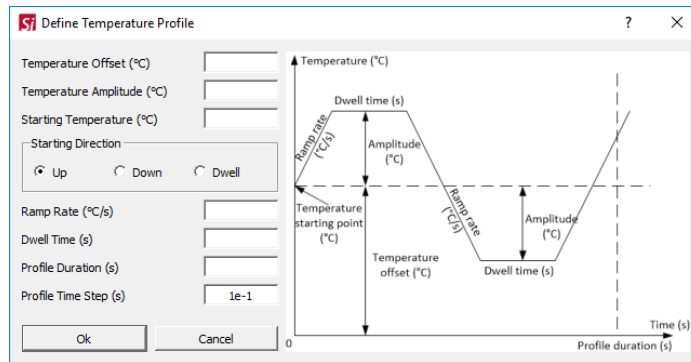 Si Define Temperature Profile
?
Temperature Offset (°C)
Temperature Amplitude (°C)
Starting Temperature (°C)
Starting Direction
Up
Down
Dwell
Ramp Rate (°C/s)
Dwell Time (s)
Profile Duration (s)
Profile Time Step (s)
1e-1
Ok
Cancel
Temperature (°C)
Dwell time (s)
Ramp rate
(°C/s)
Amplitude
(°C)
Temperature
starting point
(°C)
Ramp rate
(°C/s)
Amplitude
(°C)
Temperature
offset (°C)
Dwell time (s)
Time (s)
0
Profile duration (s)